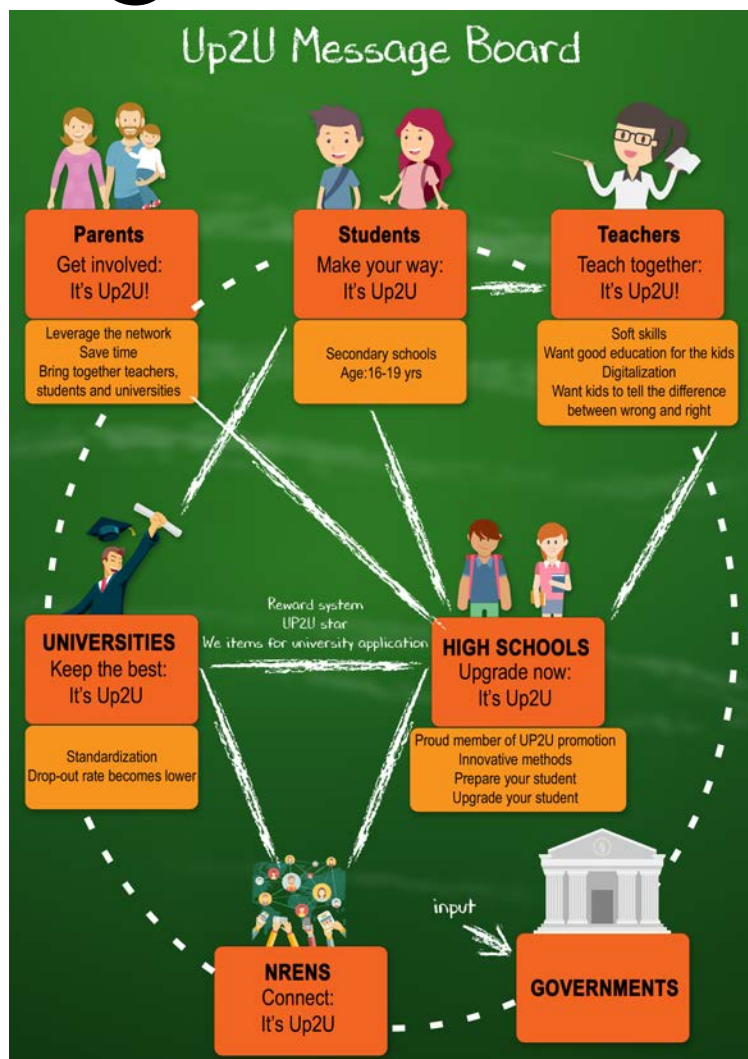 Up2U Message Board
Parents
Get involved:
It's Up2U!
Leverage the network
Save time
Bring together teachers,
students and universities
Students
Make your way:
It's Up2U
Secondary schools
Age:16-19 yrs
Teachers
Teach together:
It's Up2U!
Soft skills
Want good education for the kids
Digitalization
Want kids to tell the difference
between wrong and right
UNIVERSITIES
Keep the best:
It's Up2U
Standardization
Drop-out rate becomes lower
Reward system
UP2U star
We items for university application
HIGH SCHOOLS
Upgrade now:
It's Up2U
Proud member of UP2U promotion
Innovative methods
Prepare your student
Upgrade your student
NRENS
Connect:
It's Up2U
input
GOVERNMENTS